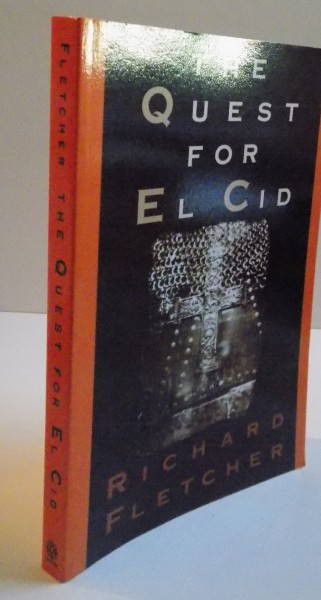 THE
QUEST
FOR
EL CID
RICHARD
FLETCHER
FLETCHER THE QUEST FOR EL CID